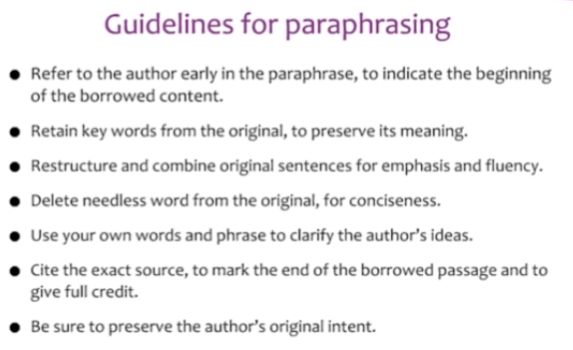 Guidelines for paraphrasing
● Refer to the author early in the paraphrase, to indicate the beginning
of the borrowed content.
● Retain key words from the original, to preserve its meaning.
● Restructure and combine original sentences for emphasis and fluency.
● Delete needless word from the original, for conciseness.
● Use your own words and phrase to clarify the author's ideas.
● Cite the exact source, to mark the end of the borrowed passage and to
give full credit.
● Be sure to preserve the author's original intent.